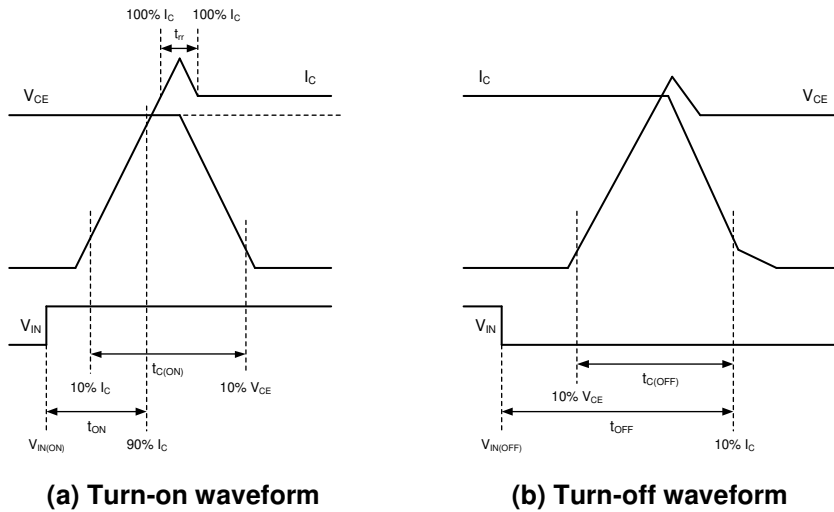 100% IC 100% IC
trr
IC
VCE
VIN
tC(ON)
10% IC
10% VCE
tON
VIN(ON)
90% IC
(a) Turn-on waveform
IC
VCE
VIN
tC(OFF)
10% VCE
tOFF
VIN(OFF)
10% IC
(b) Turn-off waveform